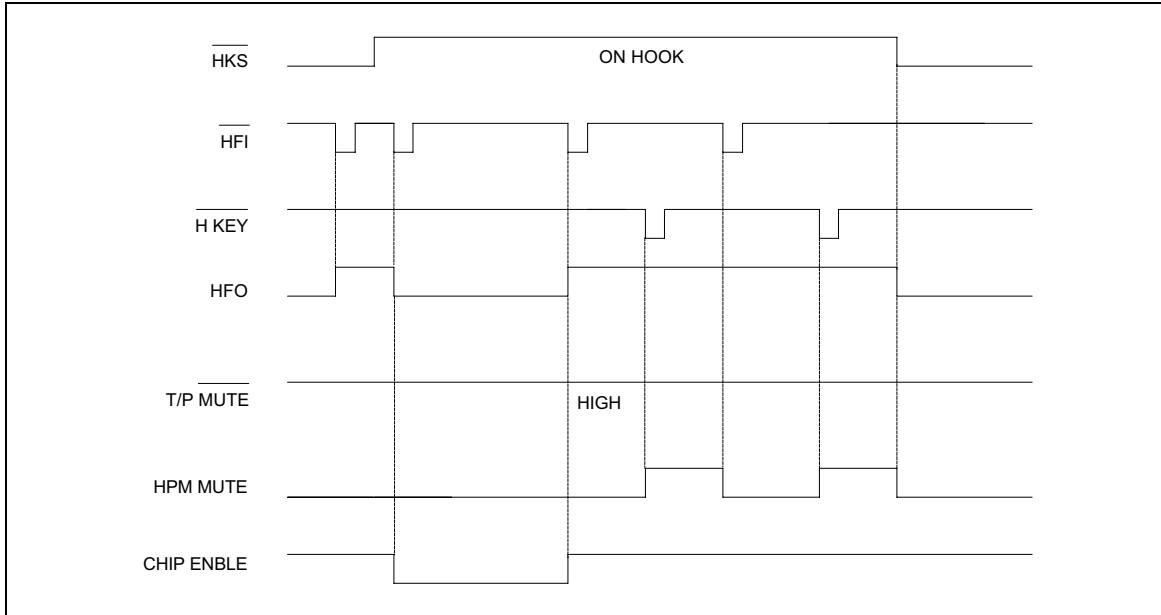 HKS
ON HOOK
HFI
H KEY
HFO
T/P MUTE
HIGH
HPM MUTE
CHIP ENBLE